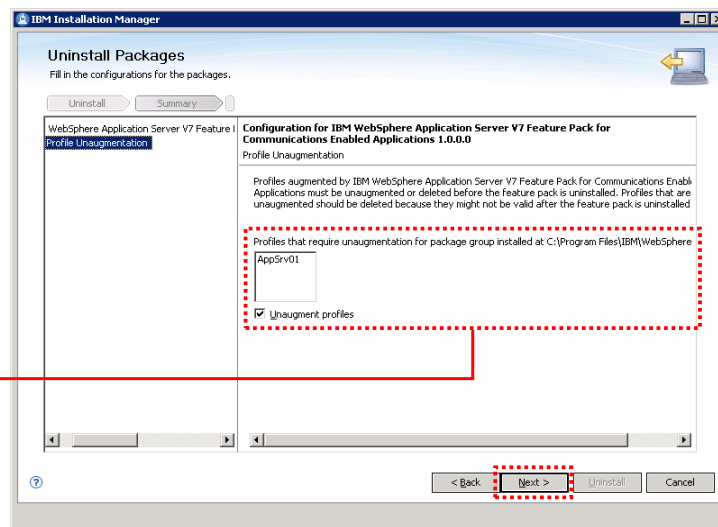 IBM Installation Manager
Uninstall Packages
Fill in the configurations for the packages.
Uninstall
Summary
WebSphere Application Server V7 Feature
Profile Unaugmentation
Configuration for IBM WebSphere Application Server V7 Feature Pack for
Communications Enabled Applications 1.0.0.0
Profile Unaugmentation
Profiles augmented by IBM WebSphere Application Server V7 Feature Pack for Communications Enabl
Applications must be unaugmented or deleted before the feature pack is uninstalled. Profiles that are
unaugmented should be deleted because they might not be valid after the feature pack is uninstalled
Profiles that require unaugmentation for package group installed at C:\Program Files\IBM\WebSphere
AppSrv01
Unaugment profiles
< Back
Next >
Uninstall
Cancel